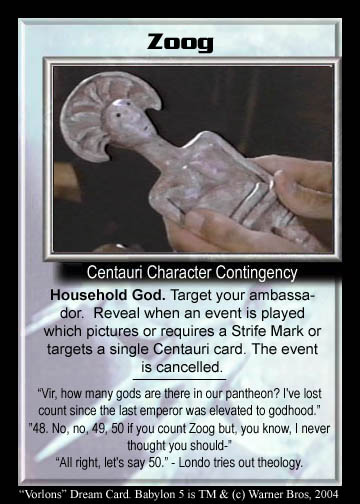 Zoog
Centauri Character Contingency
Household God. Target your ambassa-
dor. Reveal when an event is played
which pictures or requires a Strife Mark or
targets a single Centauri card. The event
is cancelled.
“Vir, how many gods are there in our pantheon? I've lost
count since the last emperor was elevated to godhood.”
"48. No, no, 49, 50 if you count Zoog but, you know, I never
thought you should-”
“All right, let's say 50.” - Londo tries out theology.
“Vorlons” Dream Card. Babylon 5 is TM & (c) Warner Bros, 2004